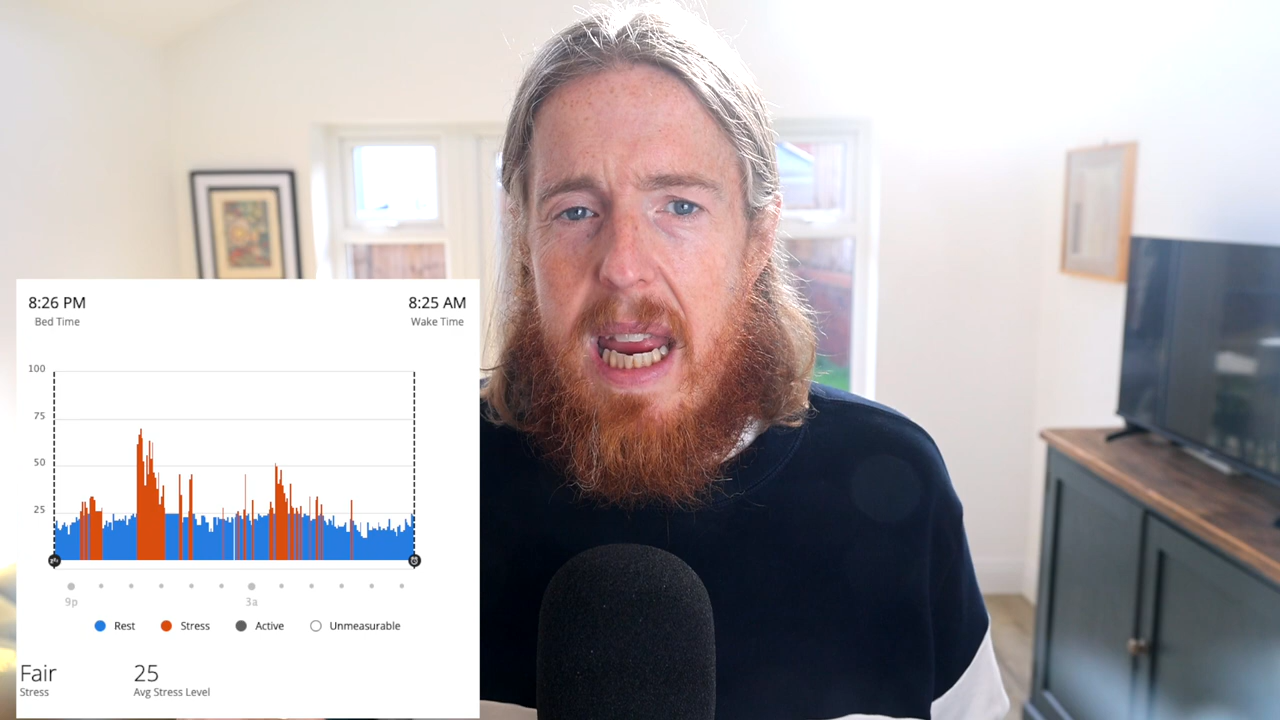 8:26 PM 8:25 AM
Bed Time Wake Time
100
75
50
25
9p 3a
Rest Stress Active Unmeasurable
Fair 25
Stress Avg Stress Level